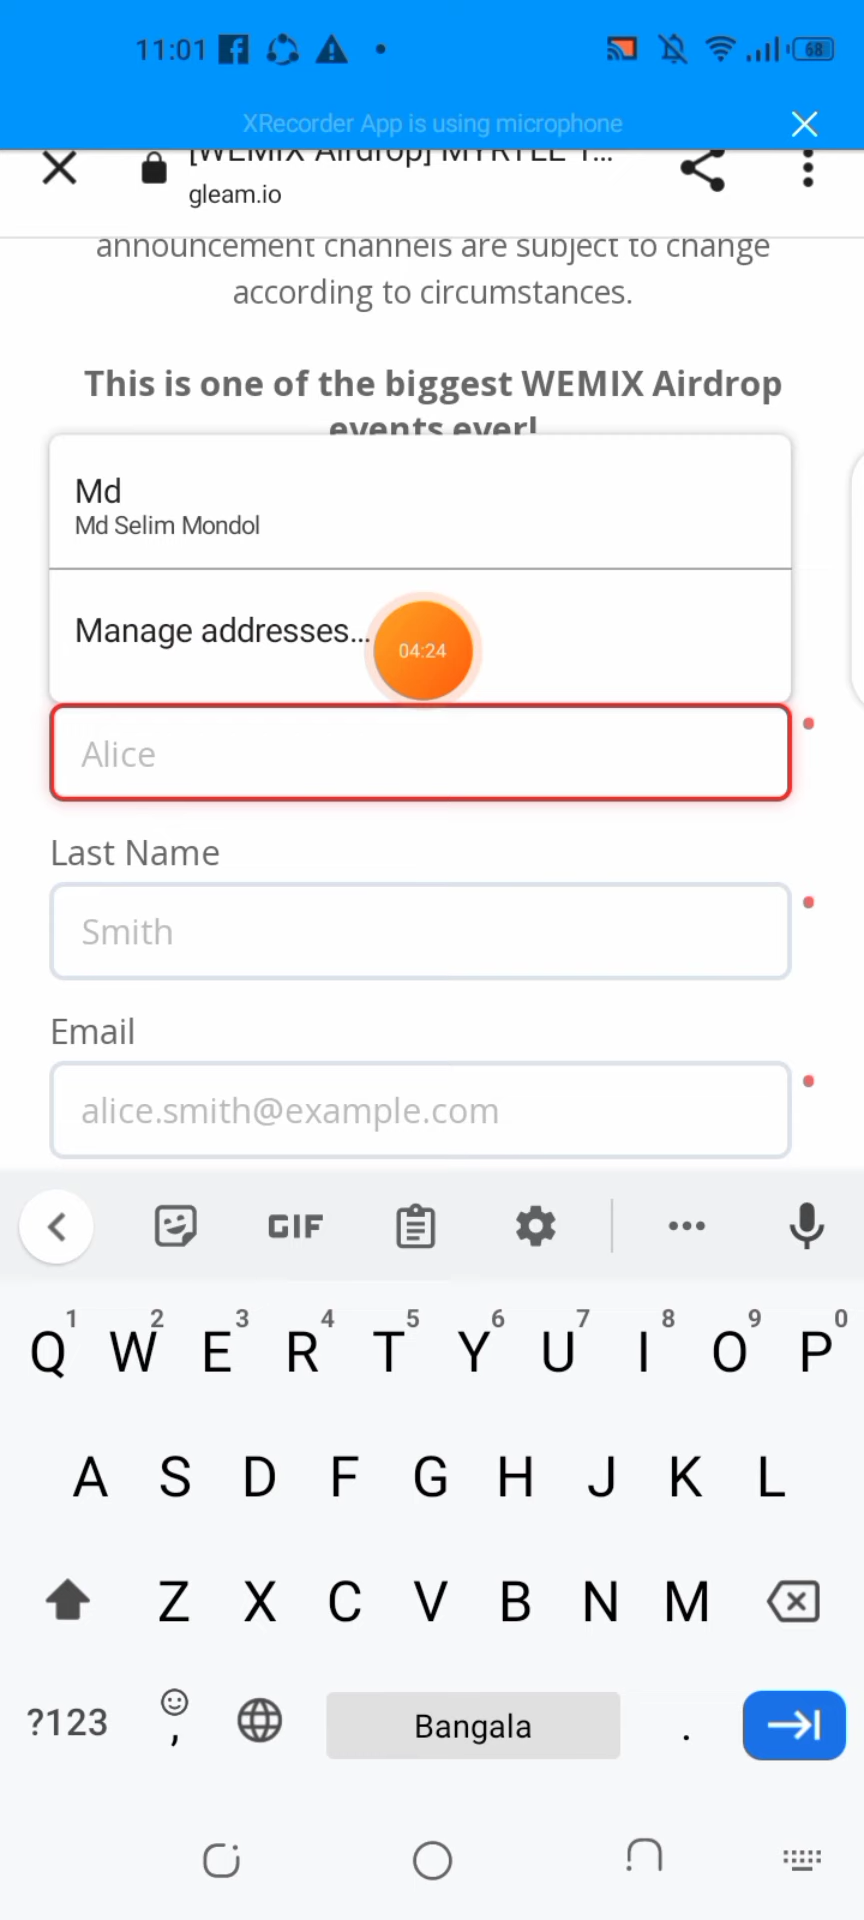 11:01
68
XRecorder App is using microphone
[WEMIX Airdrop] MYRTLE
gleam.io
announcement channels are subject to change
according to circumstances.
This is one of the biggest WEMIX Airdrop
events ever!
Md
Md Selim Mondol
Manage addresses...
04:24
Alice
Last Name
Smith
Email
alice.smith@example.com
GIF
1 2 3 4 5 6 7 8 9 0
Q W E R T Y U I O P
A S D F G H J K L
Z X C V B N M
?123 , Bangala .